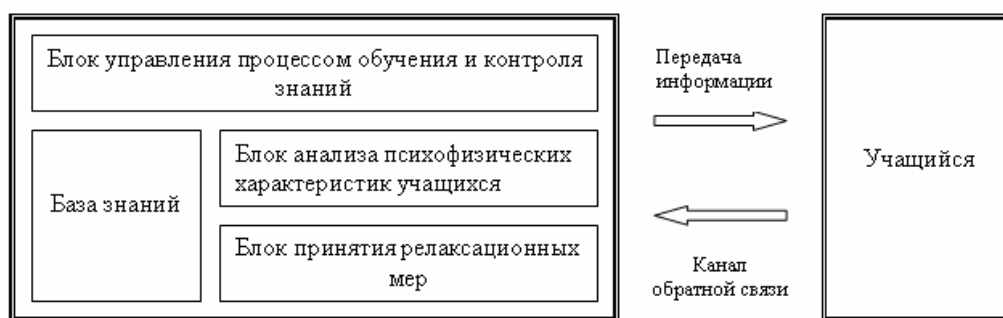 Блок управления процессом обучения и контроля
знаний
База знаний
Блок анализа психофизических
характеристик учащихся
Блок принятия релаксационных
мер
Передача
информации
Канал
обратной связи
Учащийся